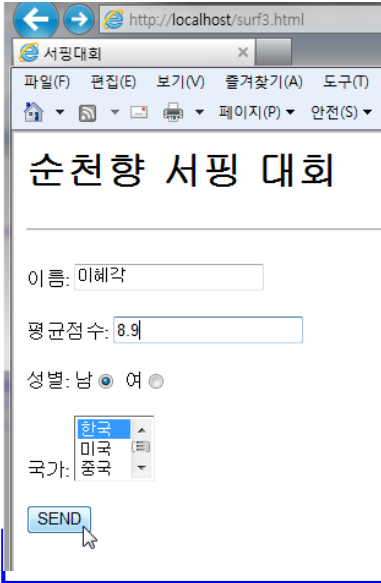 http://localhost/surf3.html
서핑대회
파일(F) 편집(E) 보기(V) 즐겨찾기(A) 도구(T)
페이지(P) 안전(S)
순천향 서핑 대회
이름: 이혜각
평균점수: 8.9
성별: 남 여
한국
미국
국가: 중국
SEND